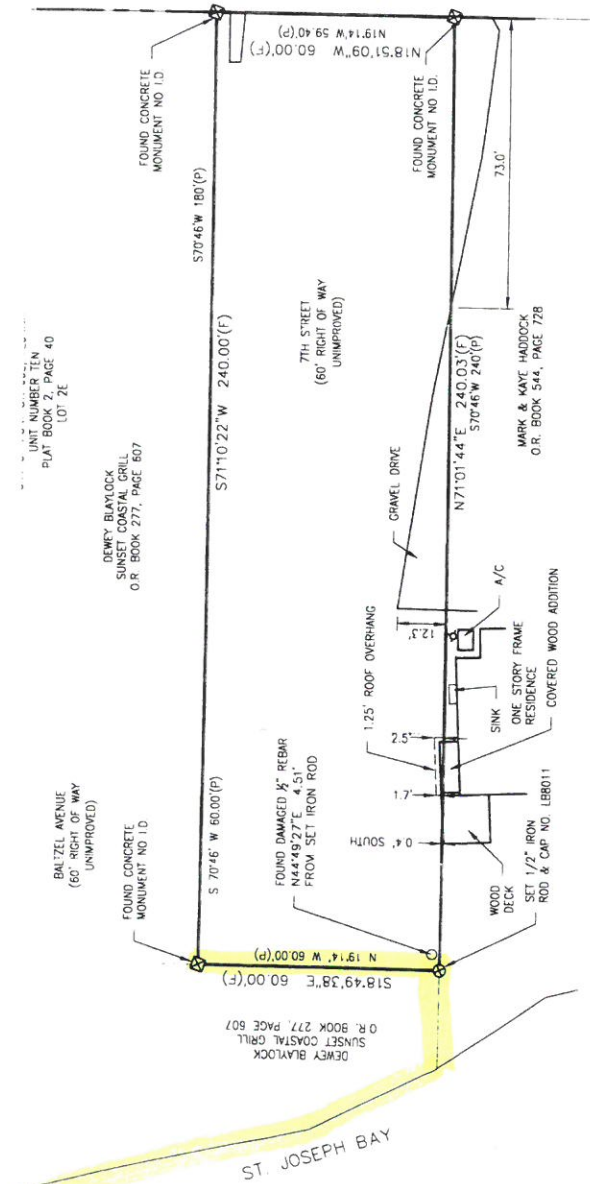 N18°51'09"W 60.00'(F)
N19°14'W 59.40'(P)
FOUND CONCRETE
MONUMENT NO I.D.
FOUND CONCRETE
MONUMENT NO I.D.
73.0'
S70°46'W 180'(P)
S71°10'22"W 240.00'(F)
7TH STREET
(60' RIGHT OF WAY
UNIMPROVED)
UNIT NUMBER TEN
PLAT BOOK 2, PAGE 40
LOT 2E
DEWEY BLAYLOCK
SUNSET COASTAL GRILL
O.R. BOOK 277, PAGE 607
N71°01'44"E 240.03'(F)
S70°46'W 240'(P)
MARK & KAYE HADDOCK
O.R. BOOK 544, PAGE 728
GRAVEL DRIVE
A/C
12.3'
1.25' ROOF OVERHANG
COVERED WOOD ADDITION
ONE STORY FRAME
RESIDENCE
SINK
2.5'
1.7'
0.4' SOUTH
WOOD
DECK
BALTZEL AVENUE
(60' RIGHT OF WAY
UNIMPROVED)
S 70°46' W 60.00'(P)
FOUND CONCRETE
MONUMENT NO I.D
FOUND DAMAGED ½" REBAR
N44°49'27"E 4.51'
FROM SET IRON ROD
SET 1/2" IRON
ROD & CAP NO. LB8011
N 19°14' W 60.00'(P)
S18°49'38"E 60.00'(F)
DEWEY BLAYLOCK
SUNSET COASTAL GRILL
O.R. BOOK 277, PAGE 607
ST. JOSEPH BAY